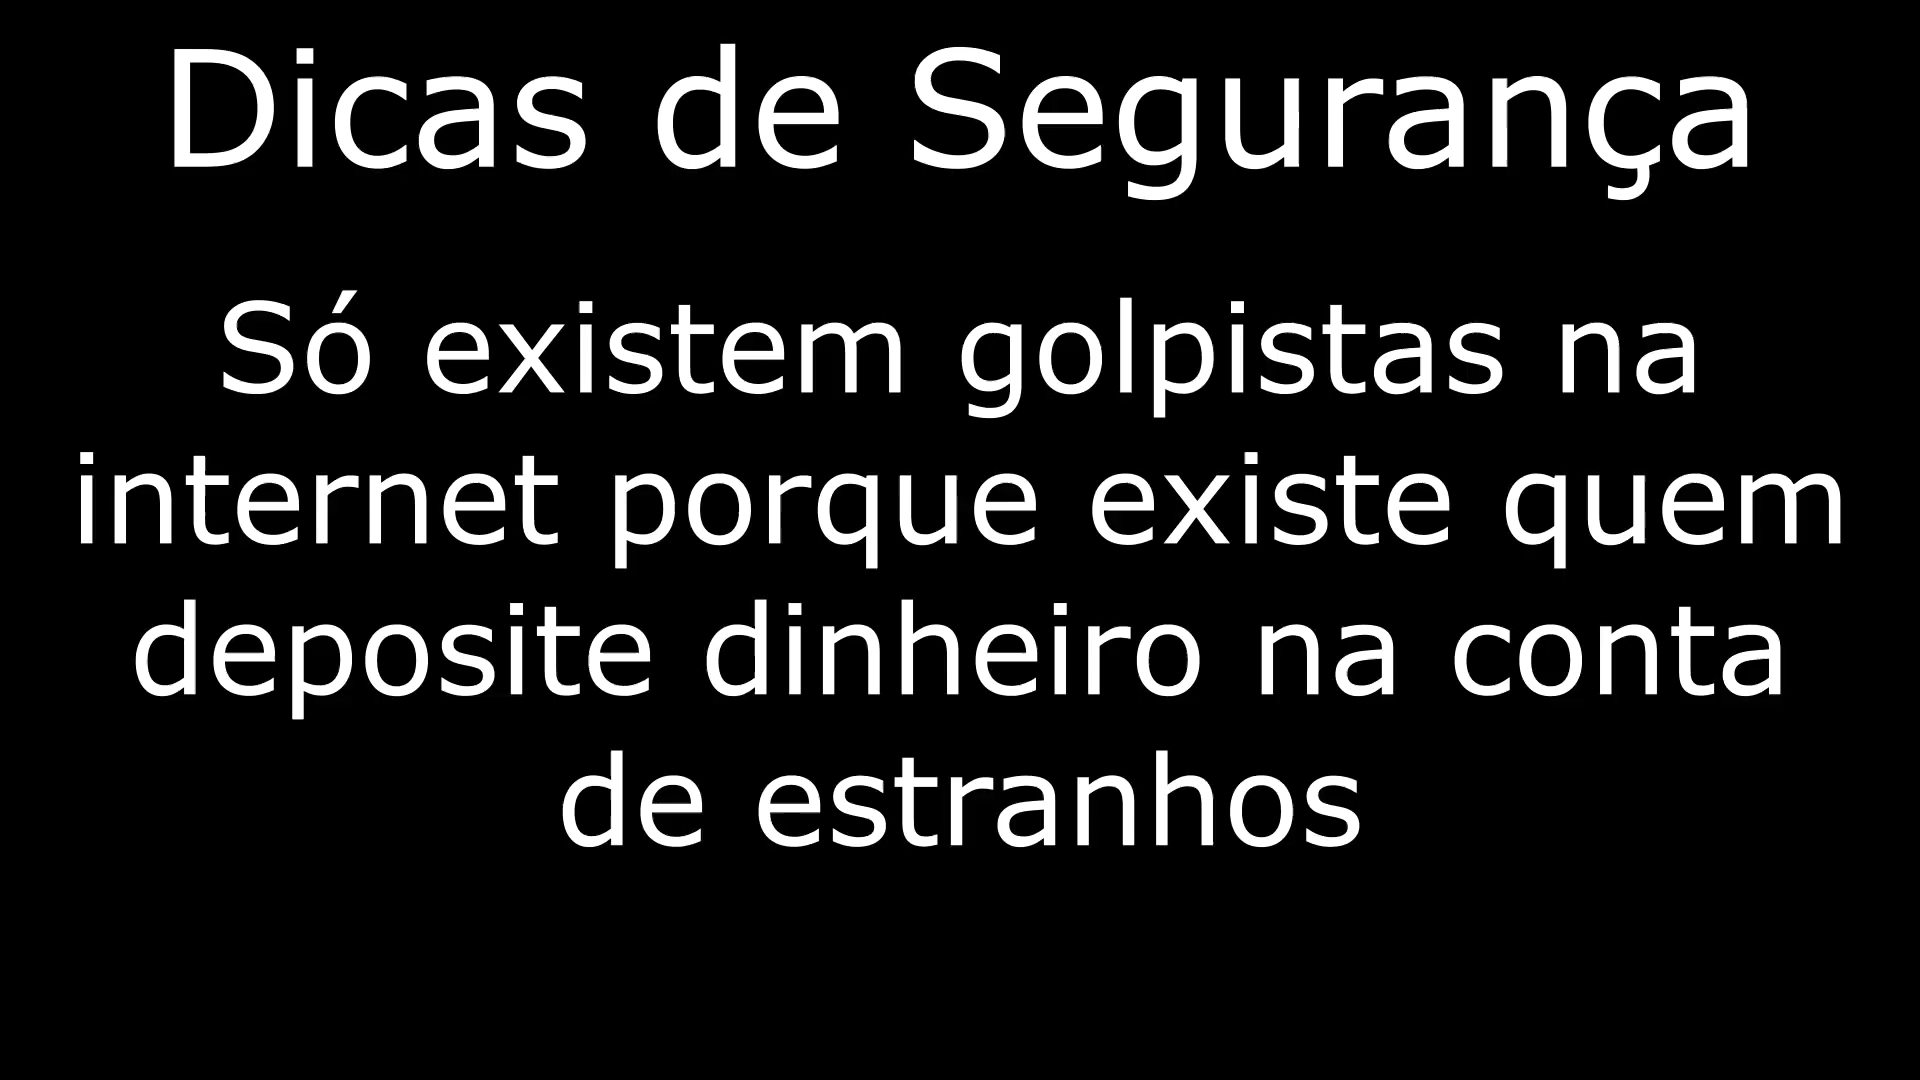 Dicas de Segurança
Só existem golpistas na
internet porque existe quem
deposite dinheiro na conta
de estranhos